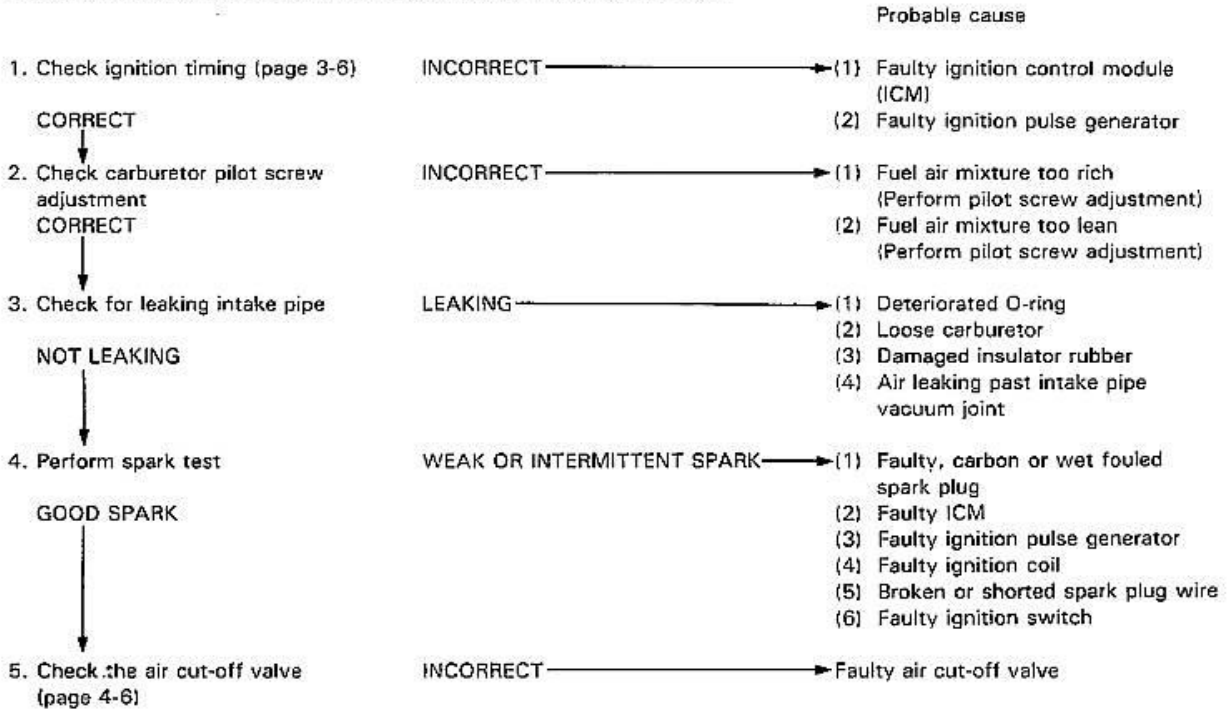 Probable cause
1. Check ignition timing (page 3-6)
INCORRECT
(1) Faulty ignition control module
(ICM)
(2) Faulty ignition pulse generator
CORRECT
2. Check carburetor pilot screw
adjustment
INCORRECT
(1) Fuel air mixture too rich
(Perform pilot screw adjustment)
(2) Fuel air mixture too lean
(Perform pilot screw adjustment)
CORRECT
3. Check for leaking intake pipe
LEAKING
(1) Deteriorated O-ring
(2) Loose carburetor
(3) Damaged insulator rubber
(4) Air leaking past intake pipe
vacuum joint
NOT LEAKING
4. Perform spark test
WEAK OR INTERMITTENT SPARK
(1) Faulty, carbon or wet fouled
spark plug
(2) Faulty ICM
(3) Faulty ignition pulse generator
(4) Faulty ignition coil
(5) Broken or shorted spark plug wire
(6) Faulty ignition switch
GOOD SPARK
5. Check the air cut-off valve
(page 4-6)
INCORRECT
Faulty air cut-off valve